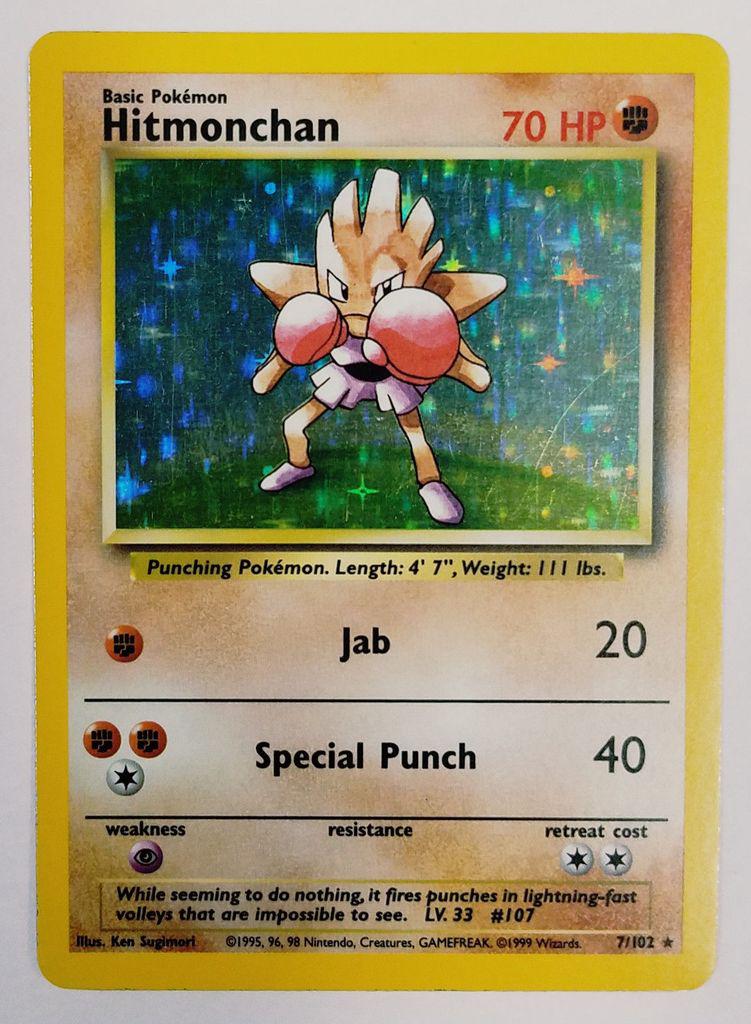 Basic Pokémon
Hitmonchan 70 HP
Punching Pokémon. Length: 4' 7", Weight: 111 lbs.
Jab 20
Special Punch 40
weakness resistance retreat cost
While seeming to do nothing, it fires punches in lightning-fast
volleys that are impossible to see. LV. 33 #107
Illus. Ken Sugimori ©1995, 96, 98 Nintendo, Creatures, GAMEFREAK. ©1999 Wizards. 7/102 ★